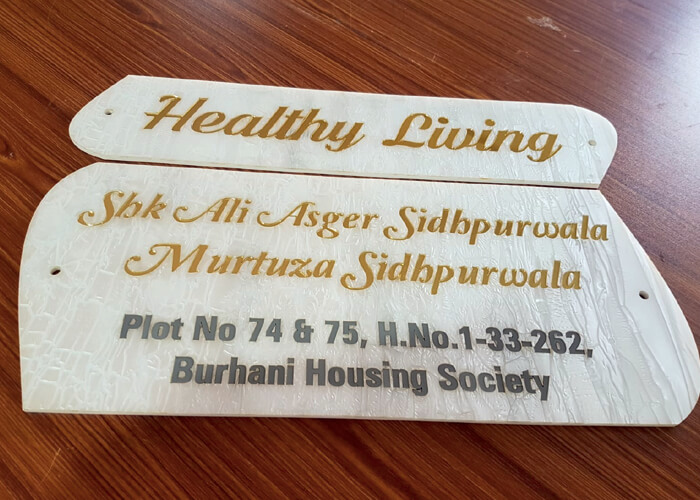 Healthy Living
Shk Ali Asger Sidhpurwala
Murtuza Sidhpurwala
Plot No 74 & 75, H.No.1-33-262,
Burhani Housing Society